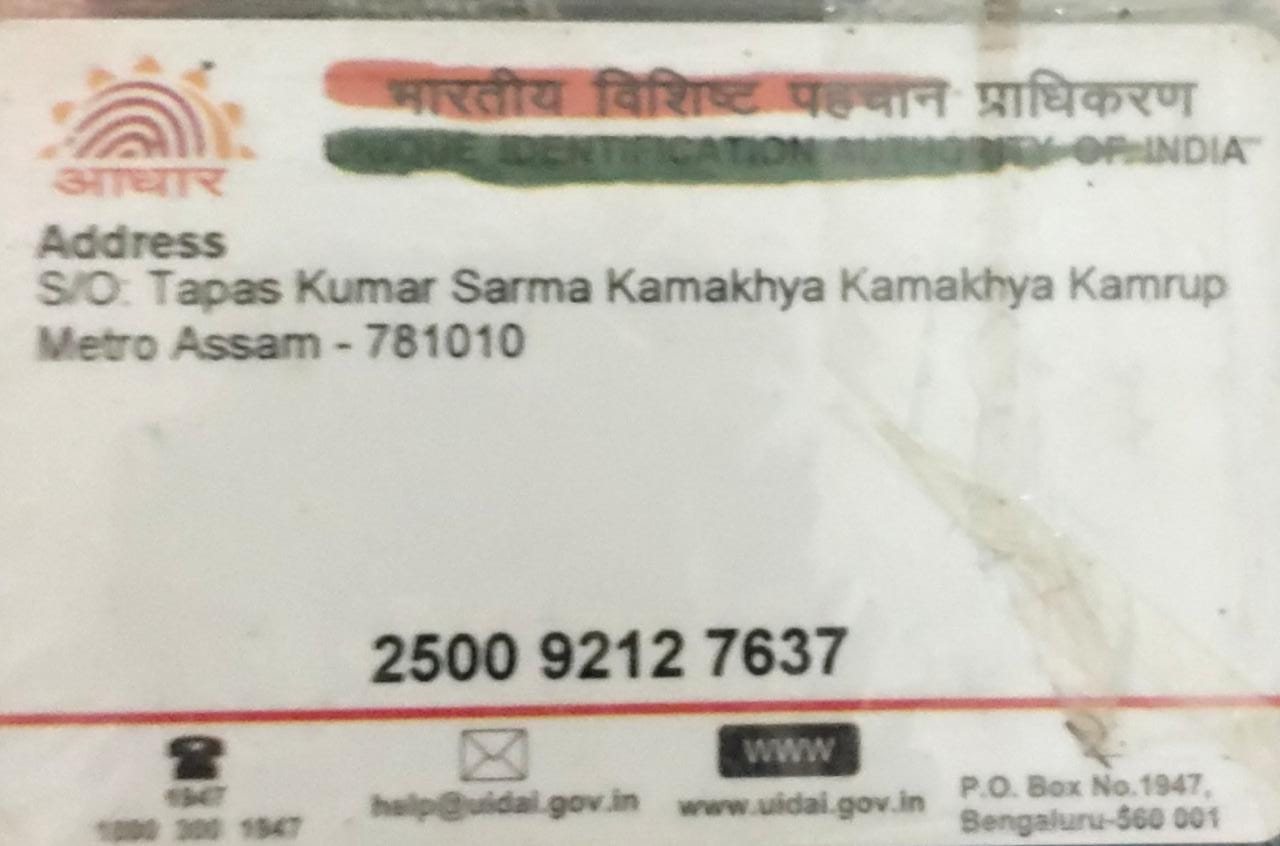 भारतीय विशिष्ट पहचान प्राधिकरण
UNIQUE IDENTIFICATION AUTHORITY OF INDIA
आधार
Address
S/O: Tapas Kumar Sarma Kamakhya Kamakhya Kamrup
Metro Assam - 781010
2500 9212 7637
1947
1800 300 1947
help@uidai.gov.in
WWW
www.uidai.gov.in
P.O. Box No.1947,
Bengaluru-560 001